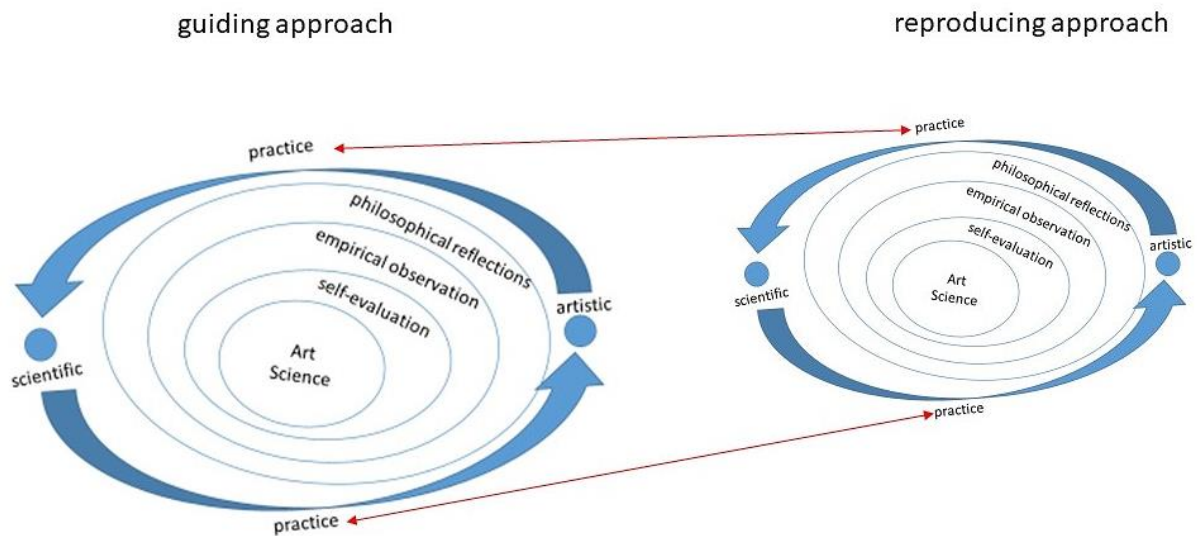 guiding approach
reproducing approach
practice
philosophical reflections
empirical observation
self-evaluation
Art
Science
artistic
scientific
practice
practice
philosophical reflections
empirical observation
self-evaluation
Art
Science
artistic
scientific
practice